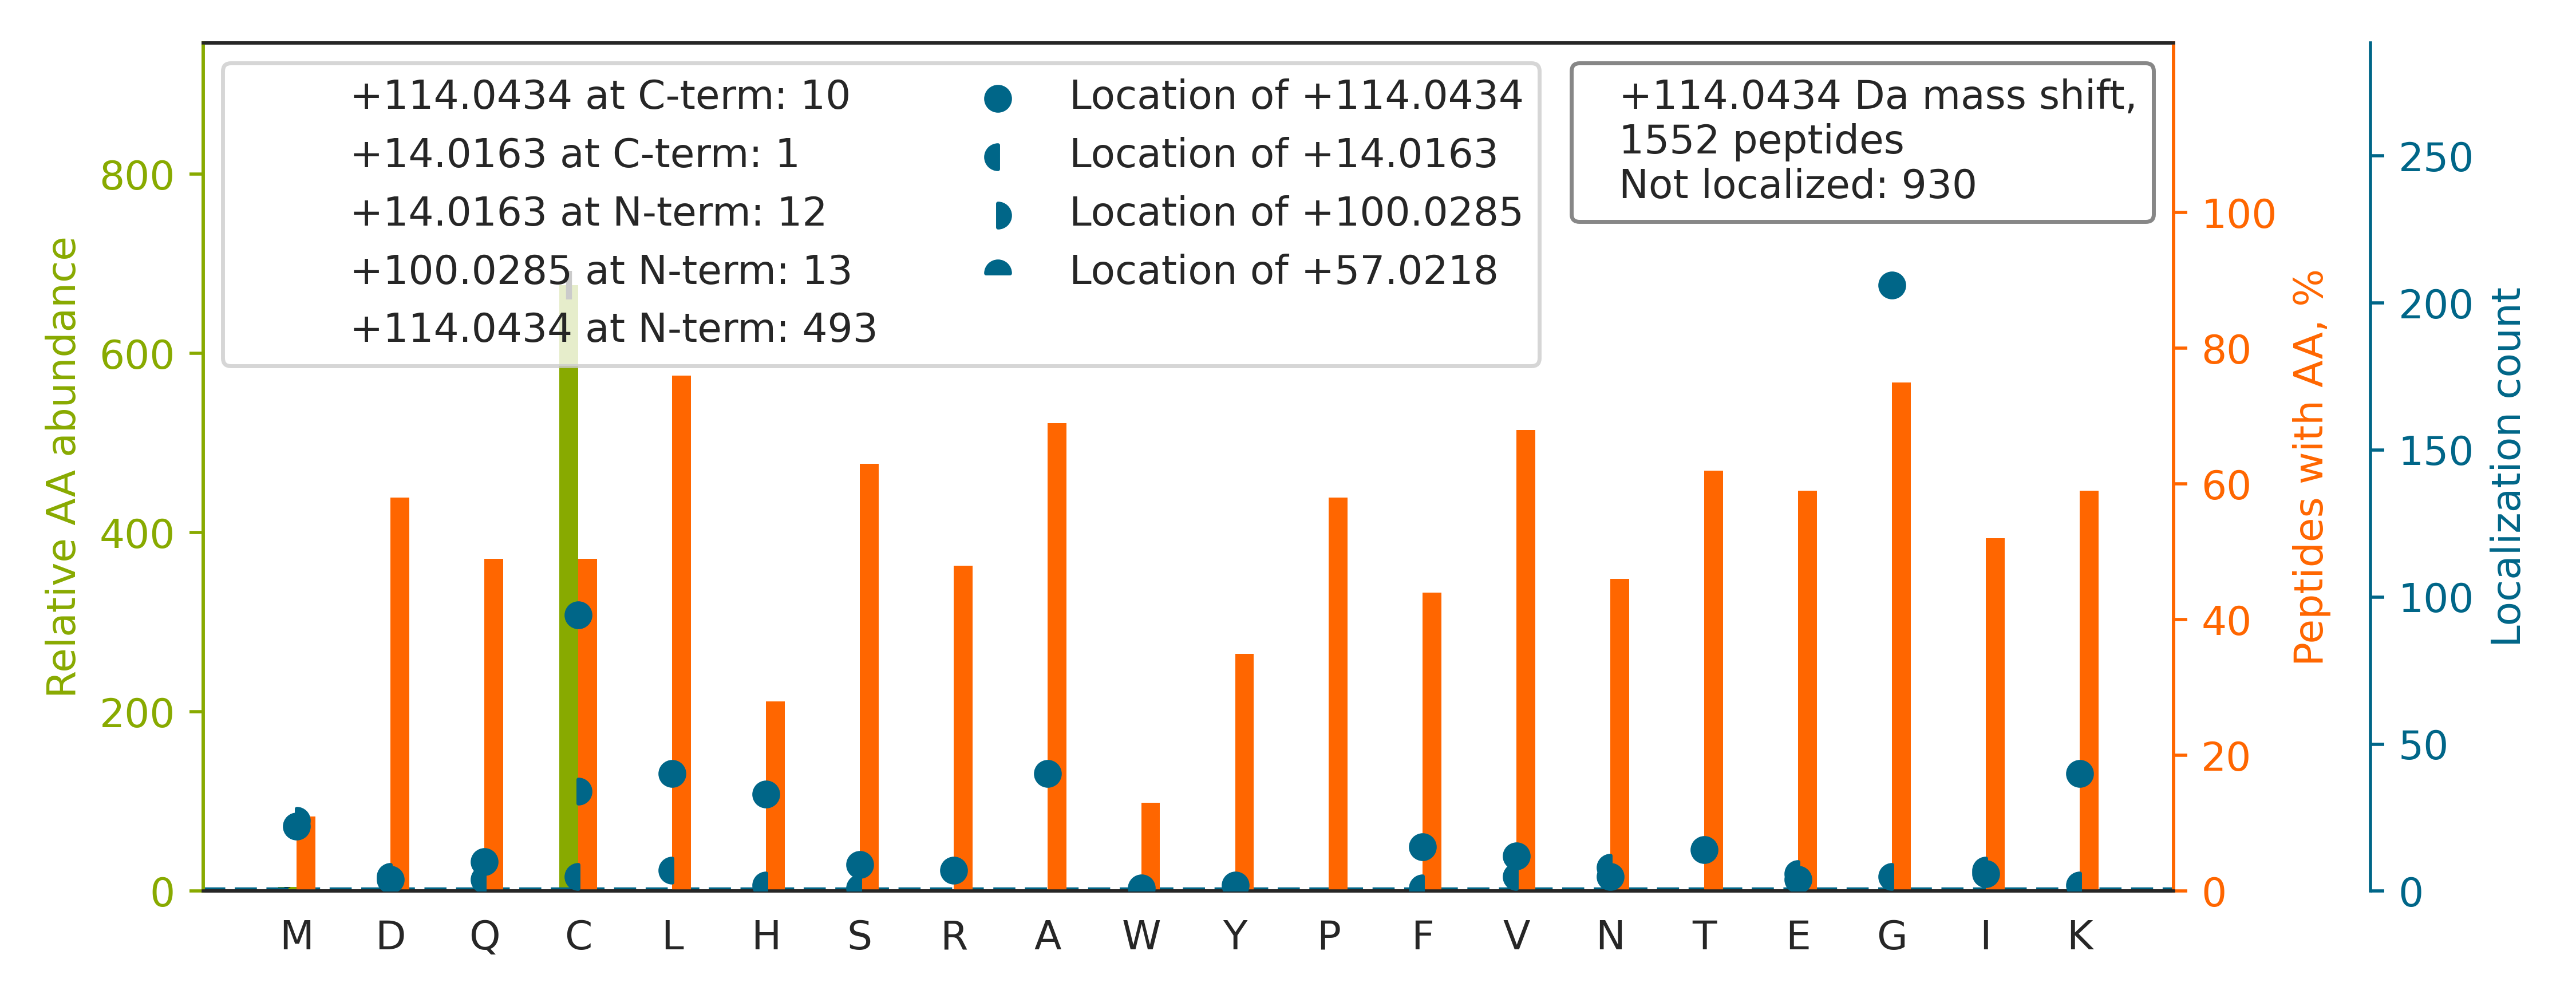 +114.0434 at C-term: 10
+14.0163 at C-term: 1
+14.0163 at N-term: 12
+100.0285 at N-term: 13
+114.0434 at N-term: 493
Location of +114.0434
Location of +14.0163
Location of +100.0285
Location of +57.0218
+114.0434 Da mass shift,
1552 peptides
Not localized: 930
Relative AA abundance
800
600
400
200
0
Peptides with AA, %
100
80
60
40
20
0
Localization count
250
200
150
100
50
0
M D Q C L H S R A W Y P F V N T E G I K